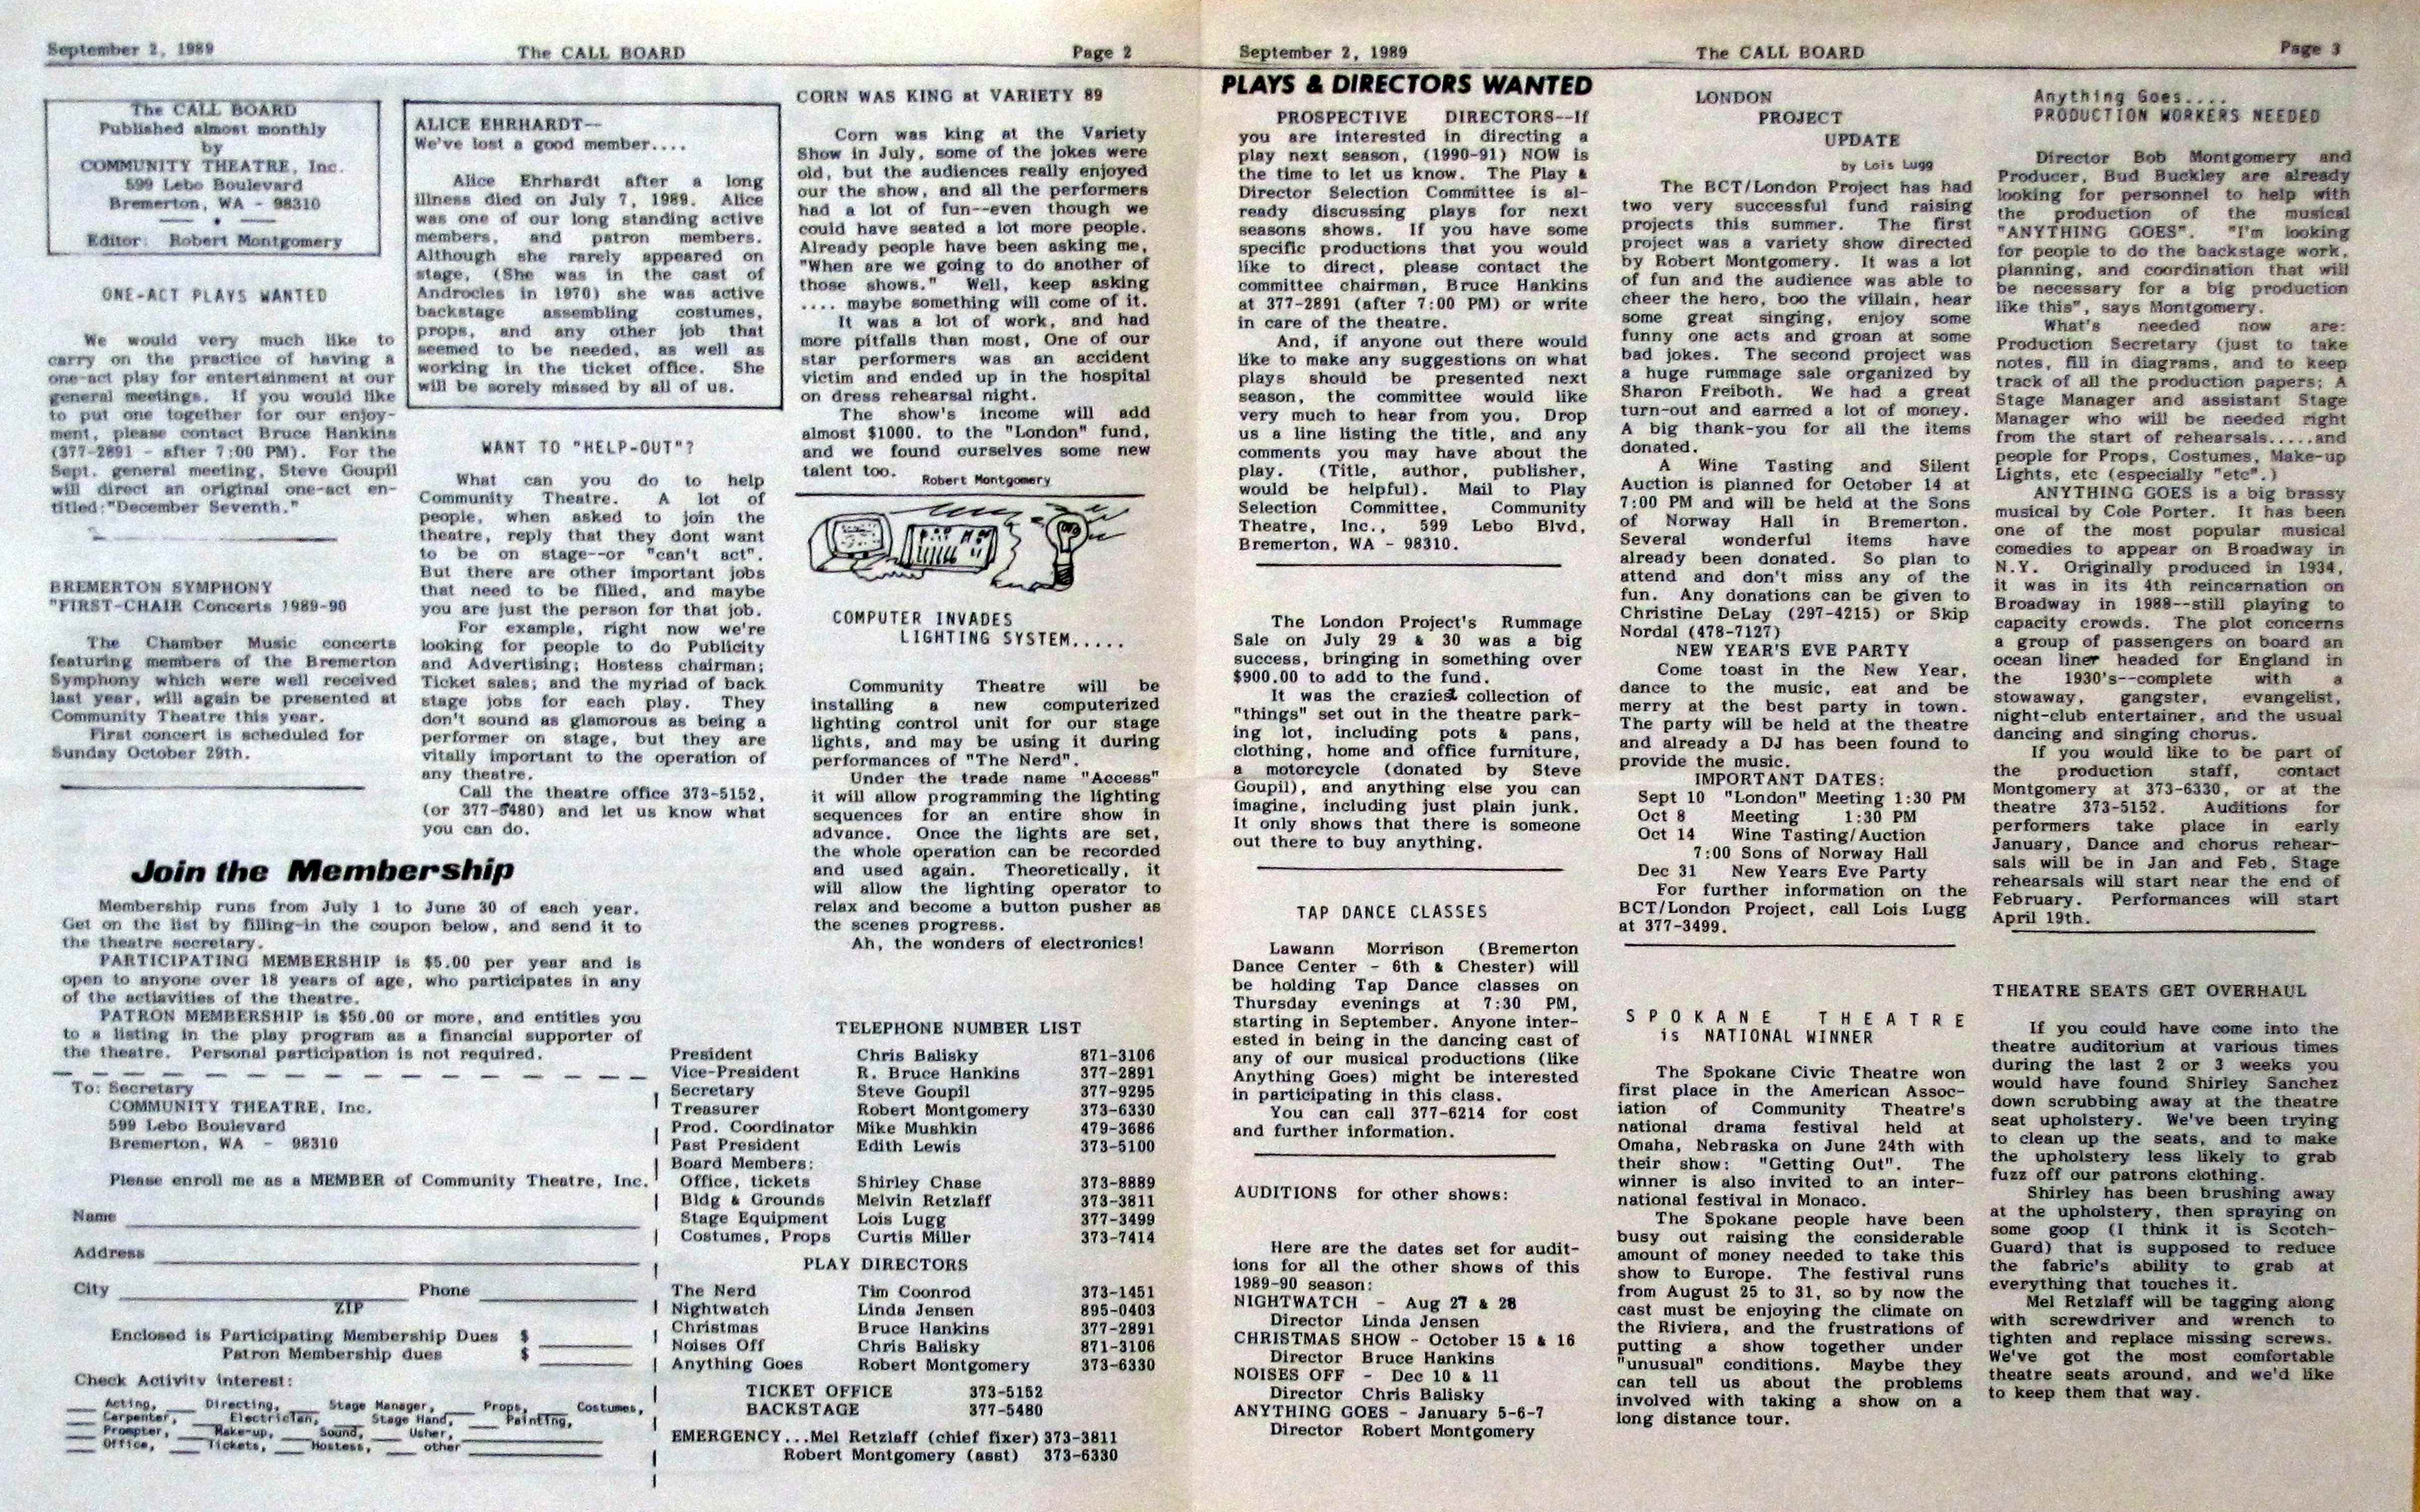 September 2, 1989
The CALL BOARD
Page 2
The CALL BOARD
Published almost monthly
by
COMMUNITY THEATRE, Inc.
599 Lebo Boulevard
Bremerton, WA - 98310
Editor: Robert Montgomery
ONE-ACT PLAYS WANTED
We would very much like to
carry on the practice of having a
one-act play for entertainment at our
general meetings. If you would like
to put one together for our enjoy-
ment, please contact Bruce Hankins
(377-2891 - after 7:00 PM). For the
Sept. general meeting, Steve Goupil
will direct an original one-act en-
titled:"December Seventh."
BREMERTON SYMPHONY
"FIRST-CHAIR Concerts 1989-90
The Chamber Music concerts
featuring members of the Bremerton
Symphony which were well received
last year, will again be presented at
Community Theatre this year.
First concert is scheduled for
Sunday October 29th.
ALICE EHRHARDT—
We've lost a good member....
Alice Ehrhardt after a long
illness died on July 7, 1989. Alice
was one of our long standing active
members, and patron members.
Although she rarely appeared on
stage, (She was in the cast of
Androcles in 1970) she was active
backstage assembling costumes,
props, and any other job that
seemed to be needed, as well as
working in the ticket office. She
will be sorely missed by all of us.
WANT TO "HELP-OUT"?
What can you do to help
Community Theatre. A lot of
people, when asked to join the
theatre, reply that they dont want
to be on stage--or "can't act".
But there are other important jobs
that need to be filled, and maybe
you are just the person for that job.
For example, right now we're
looking for people to do Publicity
and Advertising; Hostess chairman;
Ticket sales; and the myriad of back
stage jobs for each play. They
don't sound as glamorous as being a
performer on stage, but they are
vitally important to the operation of
any theatre.
Call the theatre office 373-5152,
(or 377-5480) and let us know what
you can do.
CORN WAS KING at VARIETY 89
Corn was king at the Variety
Show in July, some of the jokes were
old, but the audiences really enjoyed
our the show, and all the performers
had a lot of fun--even though we
could have seated a lot more people.
Already people have been asking me,
"When are we going to do another of
those shows." Well, keep asking
.... maybe something will come of it.
It was a lot of work, and had
more pitfalls than most, One of our
star performers was an accident
victim and ended up in the hospital
on dress rehearsal night.
The show's income will add
almost $1000. to the "London" fund,
and we found ourselves some new
talent too.
Robert Montgomery
COMPUTER INVADES
LIGHTING SYSTEM.....
Community Theatre will be
installing a new computerized
lighting control unit for our stage
lights, and may be using it during
performances of "The Nerd".
Under the trade name "Access"
it will allow programming the lighting
sequences for an entire show in
advance. Once the lights are set,
the whole operation can be recorded
and used again. Theoretically, it
will allow the lighting operator to
relax and become a button pusher as
the scenes progress.
Ah, the wonders of electronics!
Join the Membership
Membership runs from July 1 to June 30 of each year.
Get on the list by filling-in the coupon below, and send it to
the theatre secretary.
PARTICIPATING MEMBERSHIP is $5.00 per year and is
open to anyone over 18 years of age, who participates in any
of the actiavities of the theatre.
PATRON MEMBERSHIP is $50.00 or more, and entitles you
to a listing in the play program as a financial supporter of
the theatre. Personal participation is not required.
To: Secretary
COMMUNITY THEATRE, Inc.
599 Lebo Boulevard
Bremerton, WA - 98310
Please enroll me as a MEMBER of Community Theatre, Inc.
Name
Address
City Phone
ZIP
Enclosed is Participating Membership Dues $
Patron Membership dues $
Check Activity interest:
Acting, Directing, Stage Manager, Props, Costumes,
Carpenter, Electrician, Stage Hand, Painting,
Prompter, Make-up, Sound, Usher,
Office, Tickets, Hostess, other
TELEPHONE NUMBER LIST
President Chris Balisky 871-3106
Vice-President R. Bruce Hankins 377-2891
Secretary Steve Goupil 377-9295
Treasurer Robert Montgomery 373-6330
Prod. Coordinator Mike Mushkin 479-3686
Past President Edith Lewis 373-5100
Board Members:
Office, tickets Shirley Chase 373-8889
Bldg & Grounds Melvin Retzlaff 373-3811
Stage Equipment Lois Lugg 377-3499
Costumes, Props Curtis Miller 373-7414
PLAY DIRECTORS
The Nerd Tim Coonrod 373-1451
Nightwatch Linda Jensen 895-0403
Christmas Bruce Hankins 377-2891
Noises Off Chris Balisky 871-3106
Anything Goes Robert Montgomery 373-6330
TICKET OFFICE 373-5152
BACKSTAGE 377-5480
EMERGENCY...Mel Retzlaff (chief fixer) 373-3811
Robert Montgomery (asst) 373-6330
September 2, 1989
The CALL BOARD
Page 3
PLAYS & DIRECTORS WANTED
PROSPECTIVE DIRECTORS--If
you are interested in directing a
play next season, (1990-91) NOW is
the time to let us know. The Play &
Director Selection Committee is al-
ready discussing plays for next
seasons shows. If you have some
specific productions that you would
like to direct, please contact the
committee chairman, Bruce Hankins
at 377-2891 (after 7:00 PM) or write
in care of the theatre.
And, if anyone out there would
like to make any suggestions on what
plays should be presented next
season, the committee would like
very much to hear from you. Drop
us a line listing the title, and any
comments you may have about the
play. (Title, author, publisher,
would be helpful). Mail to Play
Selection Committee, Community
Theatre, Inc., 599 Lebo Blvd,
Bremerton, WA - 98310.
The London Project's Rummage
Sale on July 29 & 30 was a big
success, bringing in something over
$900.00 to add to the fund.
It was the craziest collection of
"things" set out in the theatre park-
ing lot, including pots & pans,
clothing, home and office furniture,
a motorcycle (donated by Steve
Goupil), and anything else you can
imagine, including just plain junk.
It only shows that there is someone
out there to buy anything.
TAP DANCE CLASSES
Lawann Morrison (Bremerton
Dance Center - 6th & Chester) will
be holding Tap Dance classes on
Thursday evenings at 7:30 PM,
starting in September. Anyone inter-
ested in being in the dancing cast of
any of our musical productions (like
Anything Goes) might be interested
in participating in this class.
You can call 377-6214 for cost
and further information.
AUDITIONS for other shows:
Here are the dates set for audit-
ions for all the other shows of this
1989-90 season:
NIGHTWATCH - Aug 27 & 28
Director Linda Jensen
CHRISTMAS SHOW - October 15 & 16
Director Bruce Hankins
NOISES OFF - Dec 10 & 11
Director Chris Balisky
ANYTHING GOES - January 5-6-7
Director Robert Montgomery
LONDON
PROJECT
UPDATE
by Lois Lugg
The BCT/London Project has had
two very successful fund raising
projects this summer. The first
project was a variety show directed
by Robert Montgomery. It was a lot
of fun and the audience was able to
cheer the hero, boo the villain, hear
some great singing, enjoy some
funny one acts and groan at some
bad jokes. The second project was
a huge rummage sale organized by
Sharon Freiboth. We had a great
turn-out and earned a lot of money.
A big thank-you for all the items
donated.
A Wine Tasting and Silent
Auction is planned for October 14 at
7:00 PM and will be held at the Sons
of Norway Hall in Bremerton.
Several wonderful items have
already been donated. So plan to
attend and don't miss any of the
fun. Any donations can be given to
Christine DeLay (297-4215) or Skip
Nordal (478-7127)
NEW YEAR'S EVE PARTY
Come toast in the New Year,
dance to the music, eat and be
merry at the best party in town.
The party will be held at the theatre
and already a DJ has been found to
provide the music.
IMPORTANT DATES:
Sept 10 "London" Meeting 1:30 PM
Oct 8 Meeting 1:30 PM
Oct 14 Wine Tasting/Auction
7:00 Sons of Norway Hall
Dec 31 New Years Eve Party
For further information on the
BCT/London Project, call Lois Lugg
at 377-3499.
SPOKANE THEATRE
is NATIONAL WINNER
The Spokane Civic Theatre won
first place in the American Assoc-
iation of Community Theatre's
national drama festival held at
Omaha, Nebraska on June 24th with
their show: "Getting Out". The
winner is also invited to an inter-
national festival in Monaco.
The Spokane people have been
busy out raising the considerable
amount of money needed to take this
show to Europe. The festival runs
from August 25 to 31, so by now the
cast must be enjoying the climate on
the Riviera, and the frustrations of
putting a show together under
"unusual" conditions. Maybe they
can tell us about the problems
involved with taking a show on a
long distance tour.
Anything Goes....
PRODUCTION WORKERS NEEDED
Director Bob Montgomery and
Producer, Bud Buckley are already
looking for personnel to help with
the production of the musical
"ANYTHING GOES". "I'm looking
for people to do the backstage work,
planning, and coordination that will
be necessary for a big production
like this", says Montgomery.
What's needed now are:
Production Secretary (just to take
notes, fill in diagrams, and to keep
track of all the production papers; A
Stage Manager and assistant Stage
Manager who will be needed right
from the start of rehearsals.....and
people for Props, Costumes, Make-up
Lights, etc (especially "etc".)
ANYTHING GOES is a big brassy
musical by Cole Porter. It has been
one of the most popular musical
comedies to appear on Broadway in
N.Y. Originally produced in 1934,
it was in its 4th reincarnation on
Broadway in 1988--still playing to
capacity crowds. The plot concerns
a group of passengers on board an
ocean liner headed for England in
the 1930's--complete with a
stowaway, gangster, evangelist,
night-club entertainer, and the usual
dancing and singing chorus.
If you would like to be part of
the production staff, contact
Montgomery at 373-6330, or at the
theatre 373-5152. Auditions for
performers take place in early
January, Dance and chorus rehear-
sals will be in Jan and Feb, Stage
rehearsals will start near the end of
February. Performances will start
April 19th.
THEATRE SEATS GET OVERHAUL
If you could have come into the
theatre auditorium at various times
during the last 2 or 3 weeks you
would have found Shirley Sanchez
down scrubbing away at the theatre
seat upholstery. We've been trying
to clean up the seats, and to make
the upholstery less likely to grab
fuzz off our patrons clothing.
Shirley has been brushing away
at the upholstery, then spraying on
some goop (I think it is Scotch-
Guard) that is supposed to reduce
the fabric's ability to grab at
everything that touches it.
Mel Retzlaff will be tagging along
with screwdriver and wrench to
tighten and replace missing screws.
We've got the most comfortable
theatre seats around, and we'd like
to keep them that way.